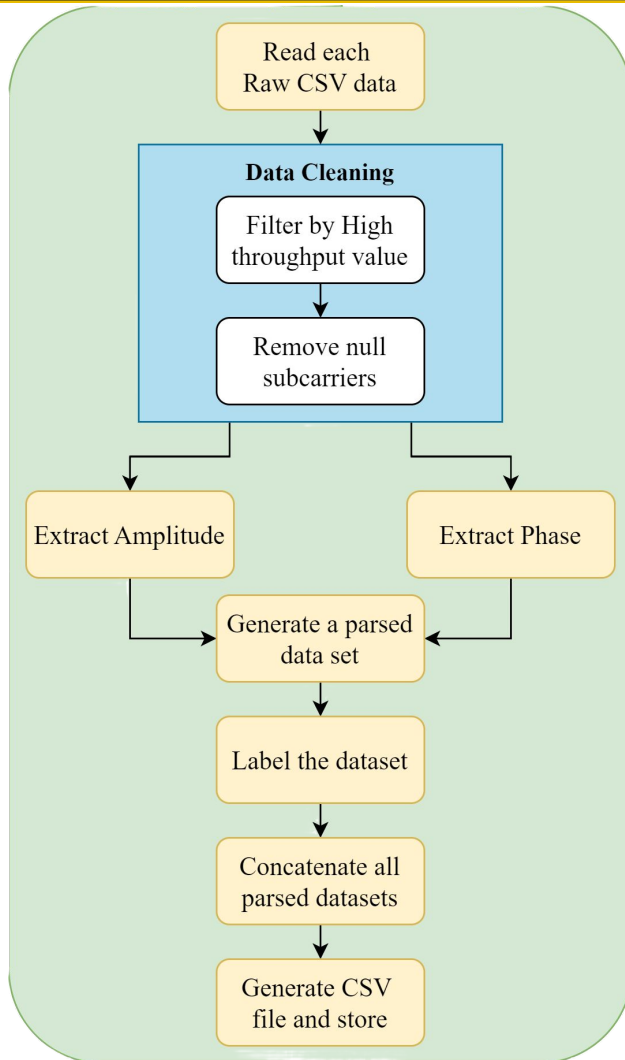 Read each
Raw CSV data
Data Cleaning
Filter by High
throughput value
Remove null
subcarriers
Extract Amplitude
Extract Phase
Generate a parsed
data set
Label the dataset
Concatenate all
parsed datasets
Generate CSV
file and store